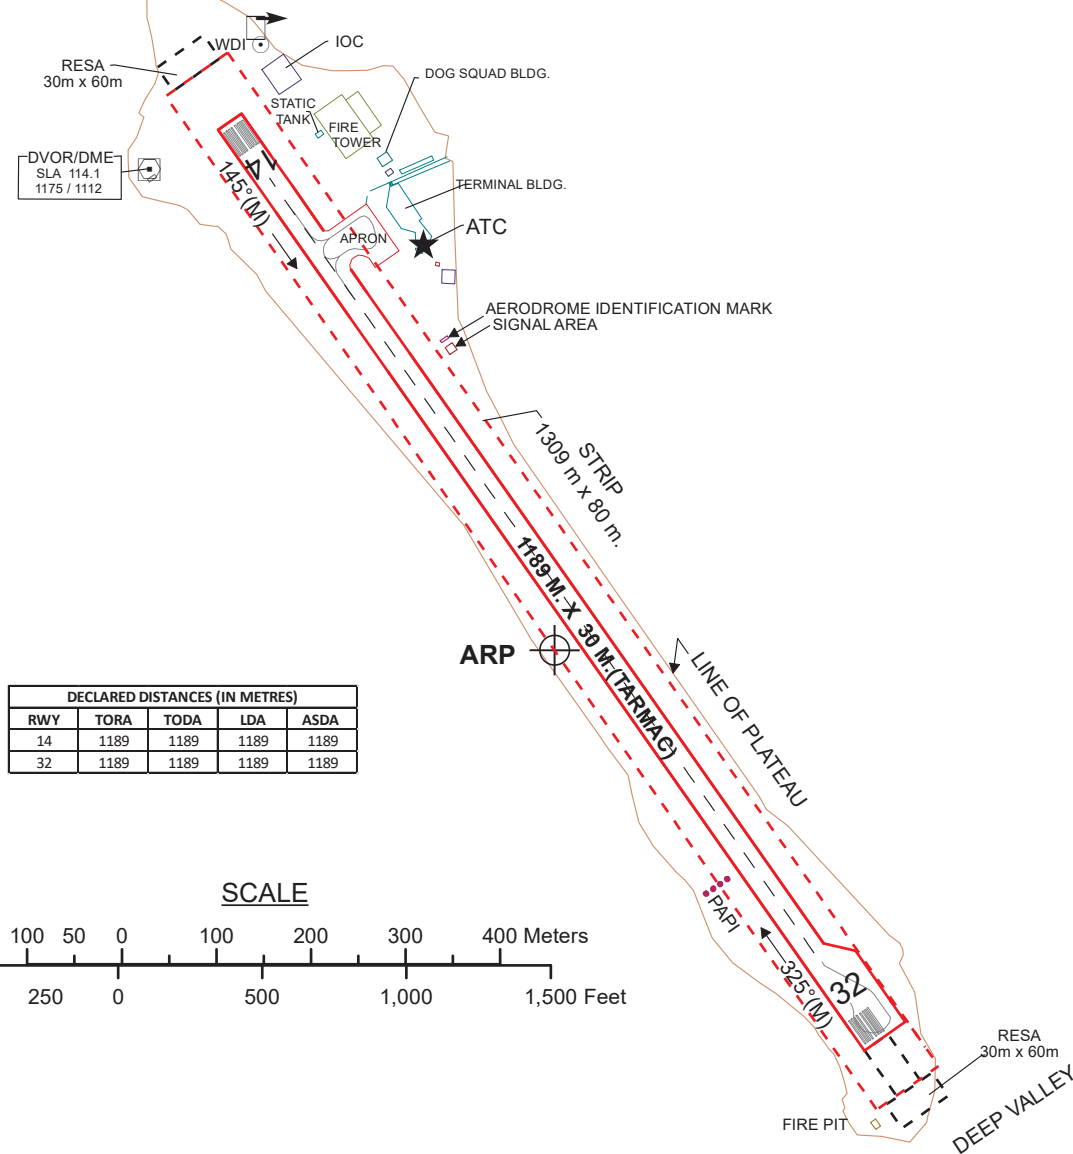 WDI
IOC
RESA
30m x 60m
DOG SQUAD BLDG.
STATIC
TANK
FIRE
TOWER
DVOR/DME
SLA 114.1
1175 / 1112
14
145°(M)
TERMINAL BLDG.
APRON
ATC
AERODROME IDENTIFICATION MARK
SIGNAL AREA
STRIP
1309 m x 80 m.
1189 M. X 30 M.(TARMAC)
ARP
LINE OF PLATEAU
DECLARED DISTANCES (IN METRES)
RWY TORA TODA LDA ASDA
14 1189 1189 1189 1189
32 1189 1189 1189 1189
SCALE
100 50 0 100 200 300 400 Meters
250 0 500 1,000 1,500 Feet
PAPI
325°(M)
32
RESA
30m x 60m
DEEP VALLEY
FIRE PIT